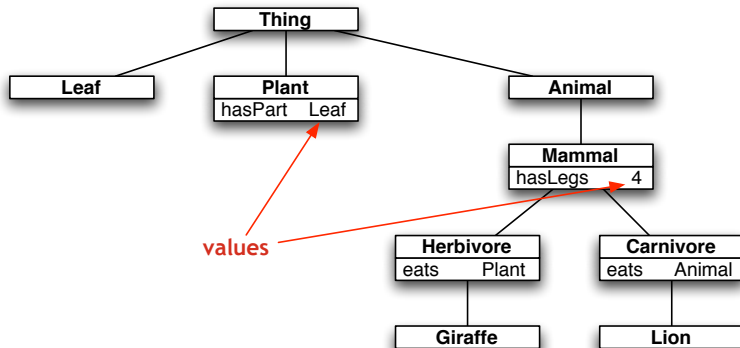 Thing
Leaf
Plant
Animal
hasPart Leaf
Mammal
hasLegs 4
values
Herbivore
Carnivore
eats Plant
eats Animal
Giraffe
Lion